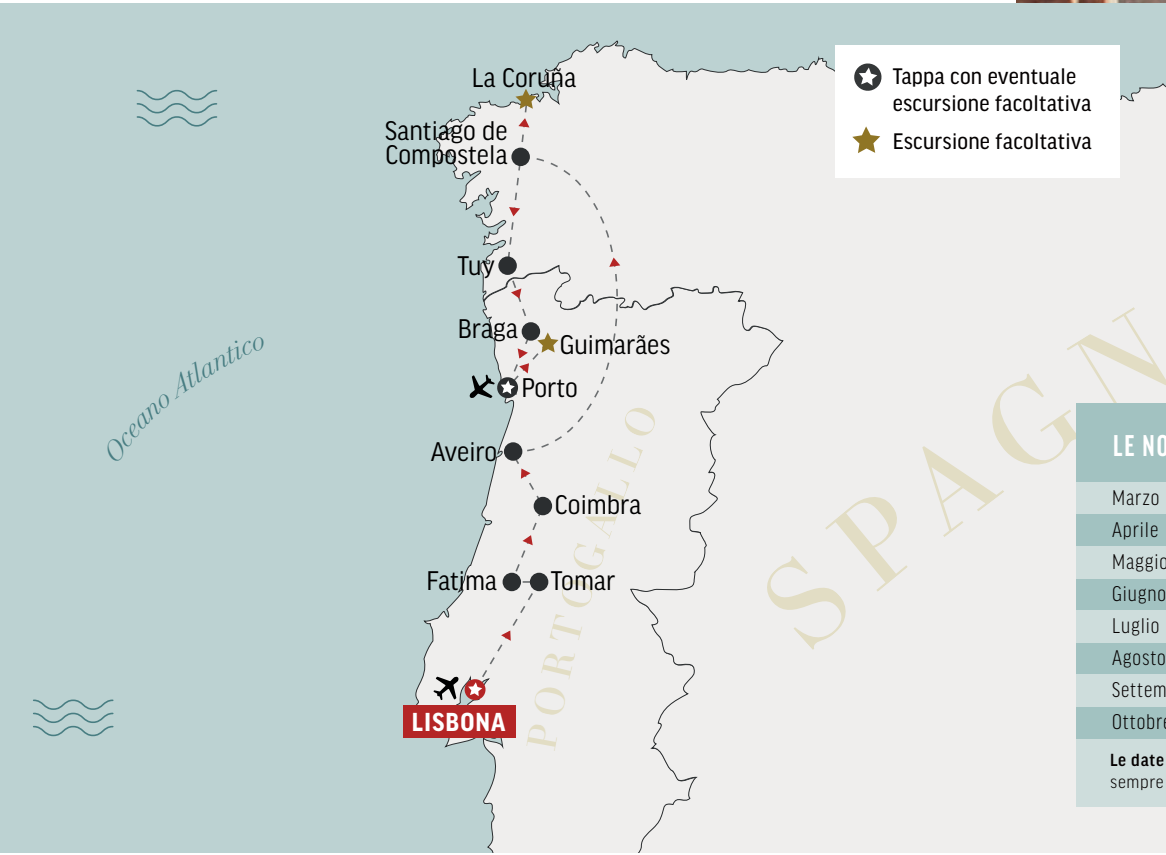 La Coruña
Santiago de
Compostela
Tuy
Braga
Guimarães
Porto
Aveiro
Coimbra
Fatima
Tomar
LISBONA
Oceano Atlantico
PORTOGALLO
SPAGN
Tappa con eventuale
escursione facoltativa
Escursione facoltativa
LE NO
Marzo
Aprile
Maggio
Giugno
Luglio
Agosto
Settem
Ottobre
Le date
sempre